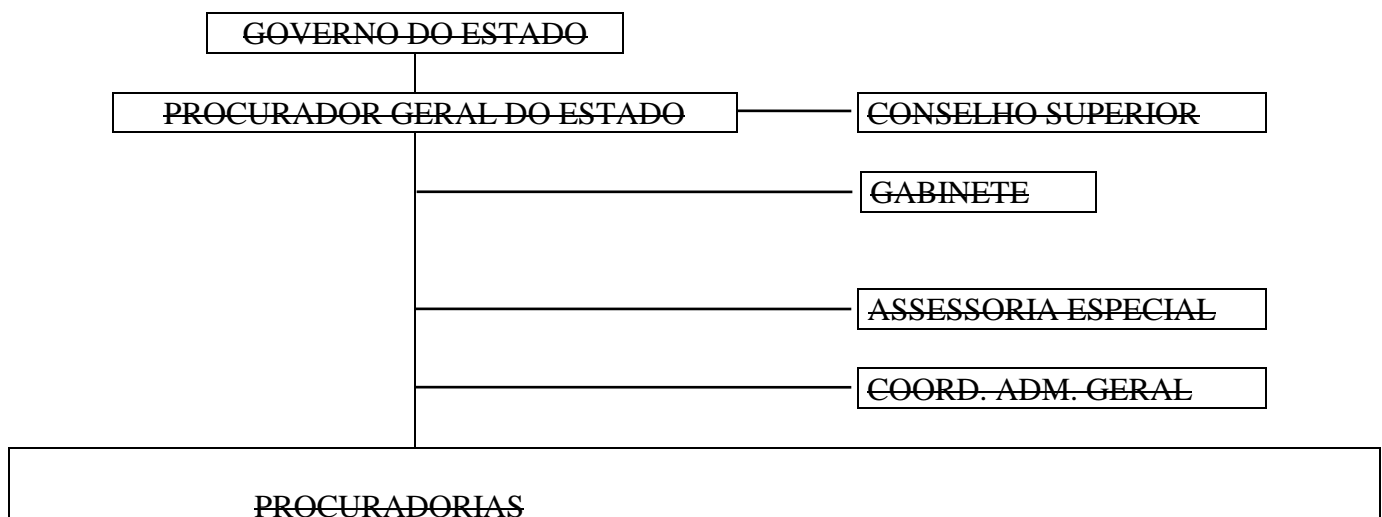 GOVERNO DO ESTADO
PROCURADOR GERAL DO ESTADO
CONSELHO SUPERIOR
GABINETE
ASSESSORIA ESPECIAL
COORD. ADM. GERAL
PROCURADORIAS